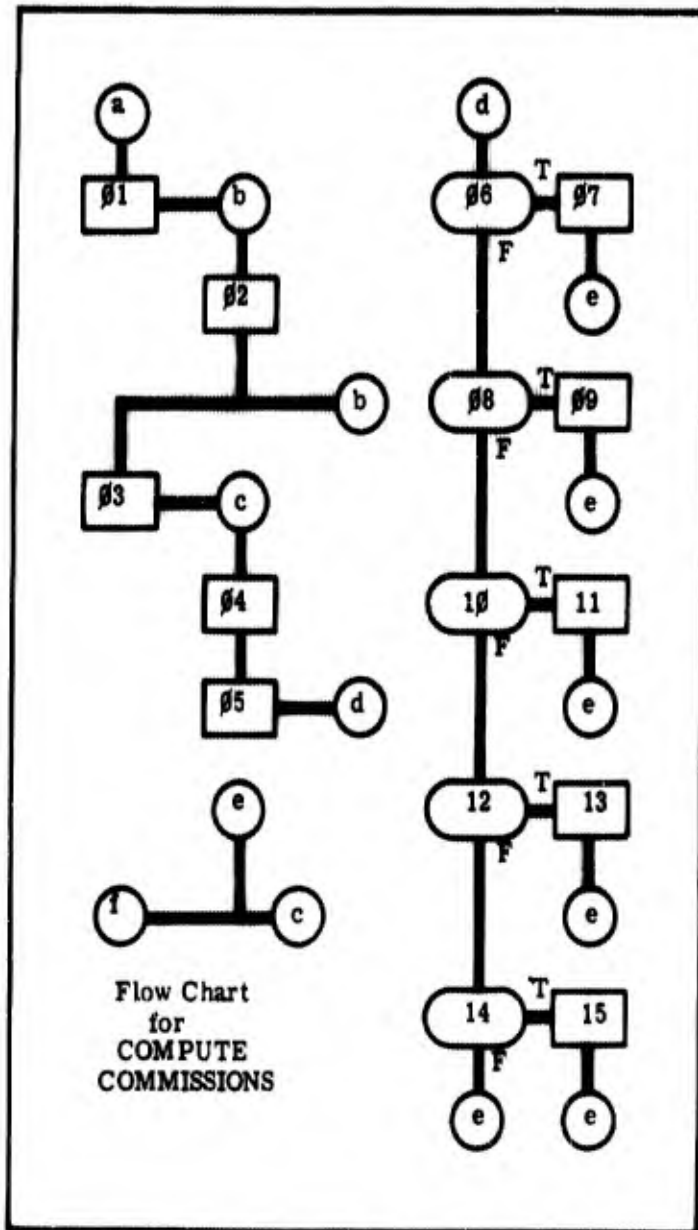 a
Ø1
b
Ø2
b
Ø3
c
Ø4
Ø5
d
e
f
c
Flow Chart
for
COMPUTE
COMMISSIONS
d
Ø6
T
Ø7
F
e
Ø8
T
Ø9
F
e
1Ø
T
11
F
e
12
T
13
F
e
14
T
15
F
e
e